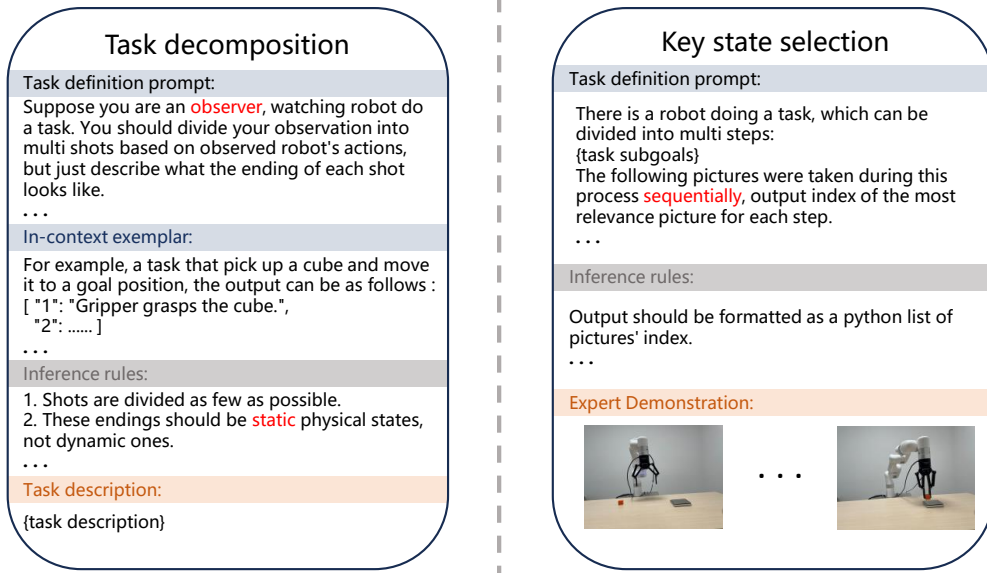 Task decomposition
Task definition prompt:
Suppose you are an observer, watching robot do
a task. You should divide your observation into
multi shots based on observed robot's actions,
but just describe what the ending of each shot
looks like.
. . .
In-context exemplar:
For example, a task that pick up a cube and move
it to a goal position, the output can be as follows :
[ "1": "Gripper grasps the cube.",
"2": ...... ]
. . .
Inference rules:
1. Shots are divided as few as possible.
2. These endings should be static physical states,
not dynamic ones.
. . .
Task description:
{task description}
Key state selection
Task definition prompt:
There is a robot doing a task, which can be
divided into multi steps:
{task subgoals}
The following pictures were taken during this
process sequentially, output index of the most
relevance picture for each step.
. . .
Inference rules:
Output should be formatted as a python list of
pictures' index.
. . .
Expert Demonstration:
. . .